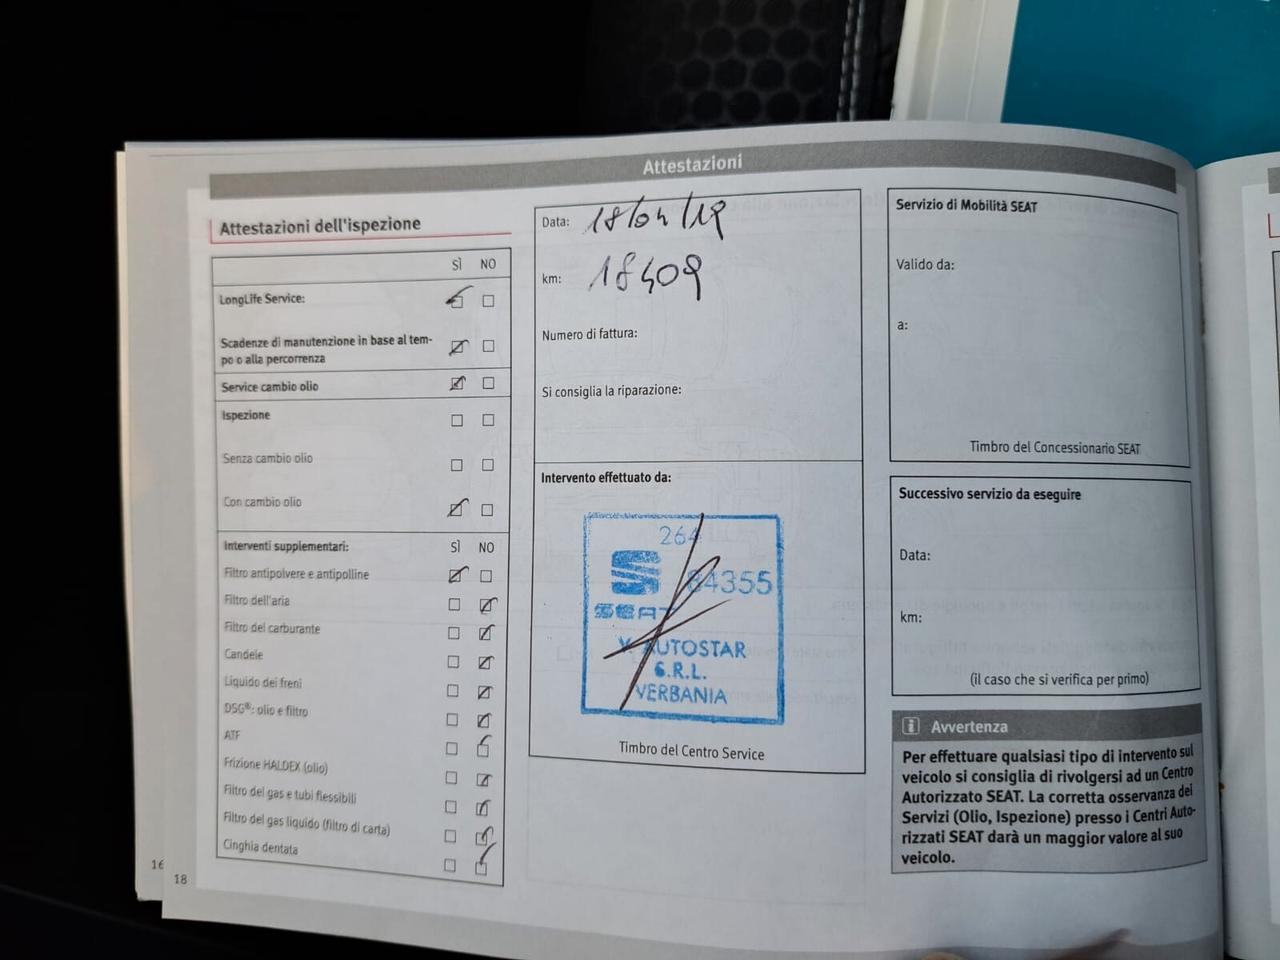 Attestazioni
Attestazioni dell'ispezione
SÌ NO
LongLife Service:
Scadenze di manutenzione in base al tem-
po o alla percorrenza
Service cambio olio
Ispezione
Senza cambio olio
Con cambio olio
Interventi supplementari: SÌ NO
Filtro antipolvere e antipolline
Filtro dell'aria
Filtro del carburante
Candele
Liquido dei freni
DSG®: olio e filtro
ATF
Frizione HALDEX (olio)
Filtro del gas e tubi flessibili
Filtro del gas liquido (filtro di carta)
Cinghia dentata
16
18
Data: 18/04/19
km: 18409
Numero di fattura:
Si consiglia la riparazione:
Intervento effettuato da:
264
84355
SEAT
AUTOSTAR
S.R.L.
VERBANIA
Timbro del Centro Service
Servizio di Mobilità SEAT
Valido da:
a:
Timbro del Concessionario SEAT
Successivo servizio da eseguire
Data:
km:
(il caso che si verifica per primo)
i Avvertenza
Per effettuare qualsiasi tipo di intervento sul
veicolo si consiglia di rivolgersi ad un Centro
Autorizzato SEAT. La corretta osservanza dei
Servizi (Olio, Ispezione) presso i Centri Auto-
rizzati SEAT darà un maggior valore al suo
veicolo.